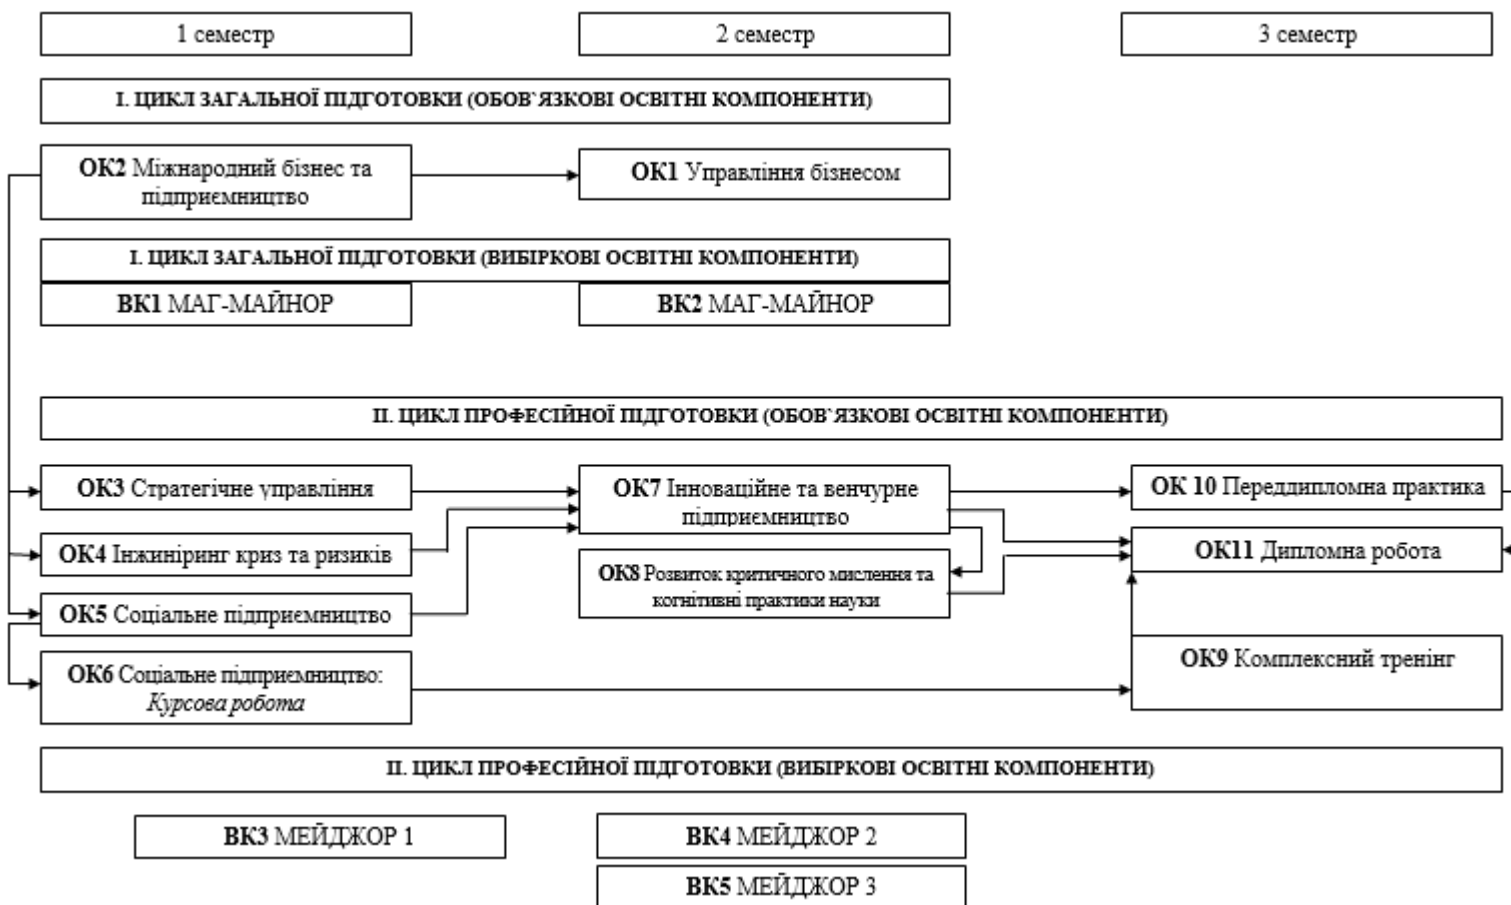 1 семестр
2 семестр
3 семестр
І. ЦИКЛ ЗАГАЛЬНОЇ ПІДГОТОВКИ (ОБОВ`ЯЗКОВІ ОСВІТНІ КОМПОНЕНТИ)
ОК2 Міжнародний бізнес та
підприємництво
ОК1 Управління бізнесом
І. ЦИКЛ ЗАГАЛЬНОЇ ПІДГОТОВКИ (ВИБІРКОВІ ОСВІТНІ КОМПОНЕНТИ)
ВК1 МАГ-МАЙНОР
ВК2 МАГ-МАЙНОР
ІІ. ЦИКЛ ПРОФЕСІЙНОЇ ПІДГОТОВКИ (ОБОВ`ЯЗКОВІ ОСВІТНІ КОМПОНЕНТИ)
ОК3 Стратегічне управління
ОК7 Інноваційне та венчурне
підприємництво
ОК 10 Переддипломна практика
ОК4 Інжиніринг криз та ризиків
ОК11 Дипломна робота
ОК8 Розвиток критичного мислення та
когнітивні практики науки
ОК5 Соціальне підприємництво
ОК6 Соціальне підприємництво:
Курсова робота
ОК9 Комплексний тренінг
ІІ. ЦИКЛ ПРОФЕСІЙНОЇ ПІДГОТОВКИ (ВИБІРКОВІ ОСВІТНІ КОМПОНЕНТИ)
ВК3 МЕЙДЖОР 1
ВК4 МЕЙДЖОР 2
ВК5 МЕЙДЖОР 3